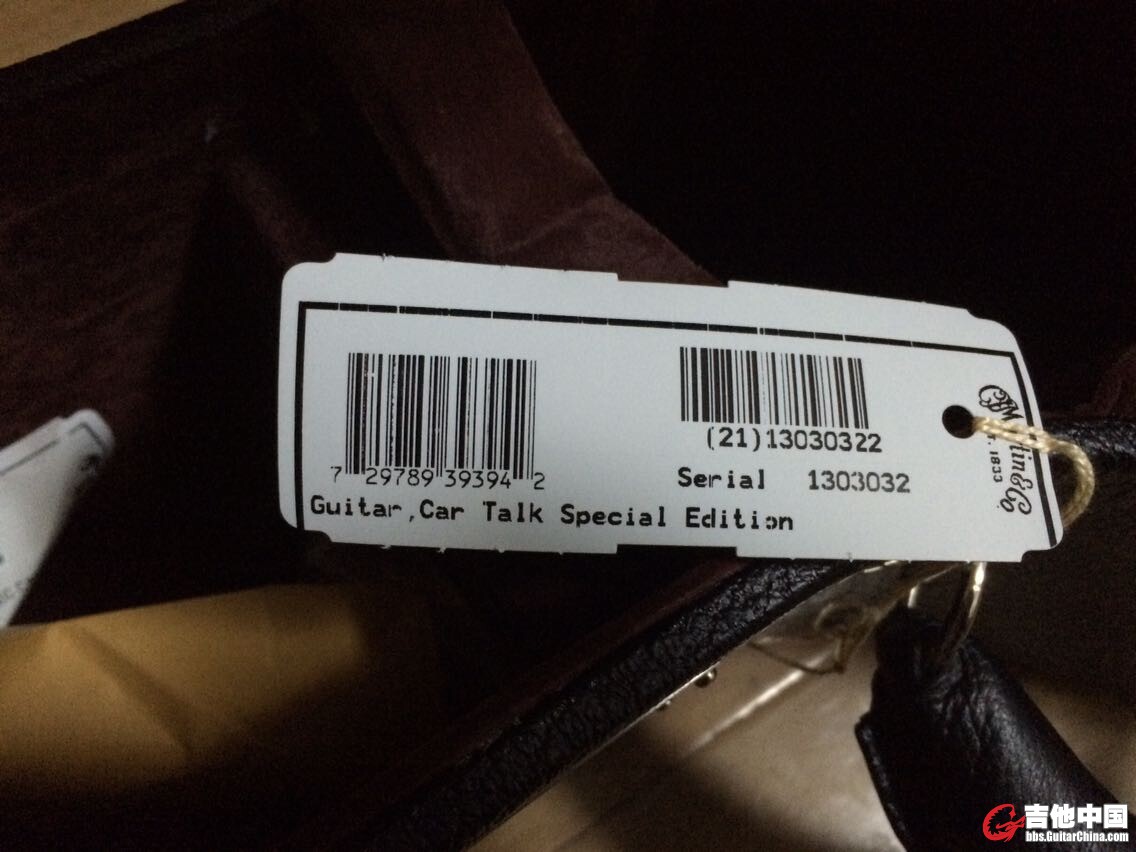 7 29789 39394 2
(21)13030322
Serial 1303032
Guitar,Car Talk Special Edition
1833
吉他中国
bbs.GuitarChina.com